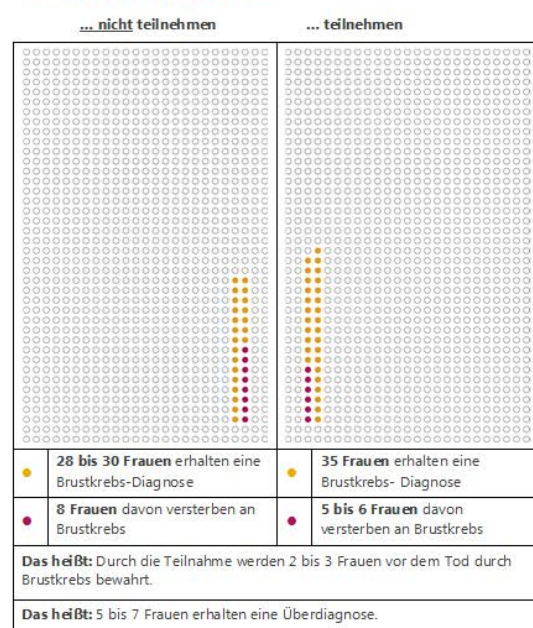 ... nicht teilnehmen
... teilnehmen
28 bis 30 Frauen erhalten eine
Brustkrebs-Diagnose
35 Frauen erhalten eine
Brustkrebs- Diagnose
8 Frauen davon versterben an
Brustkrebs
5 bis 6 Frauen davon
versterben an Brustkrebs
Das heißt: Durch die Teilnahme werden 2 bis 3 Frauen vor dem Tod durch
Brustkrebs bewahrt.
Das heißt: 5 bis 7 Frauen erhalten eine Überdiagnose.